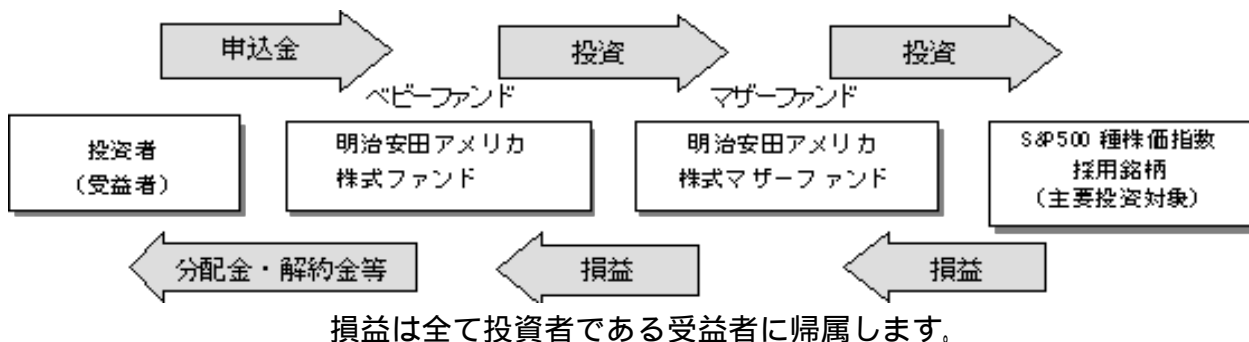 申込金
投資
投資
ベビーファンド
マザーファンド
投資者
(受益者)
明治安田アメリカ
株式ファンド
明治安田アメリカ
株式マザーファンド
S&P500 種株価指数
採用銘柄
(主要投資対象)
分配金・解約金等
損益
損益
損益は全て投資者である受益者に帰属します。